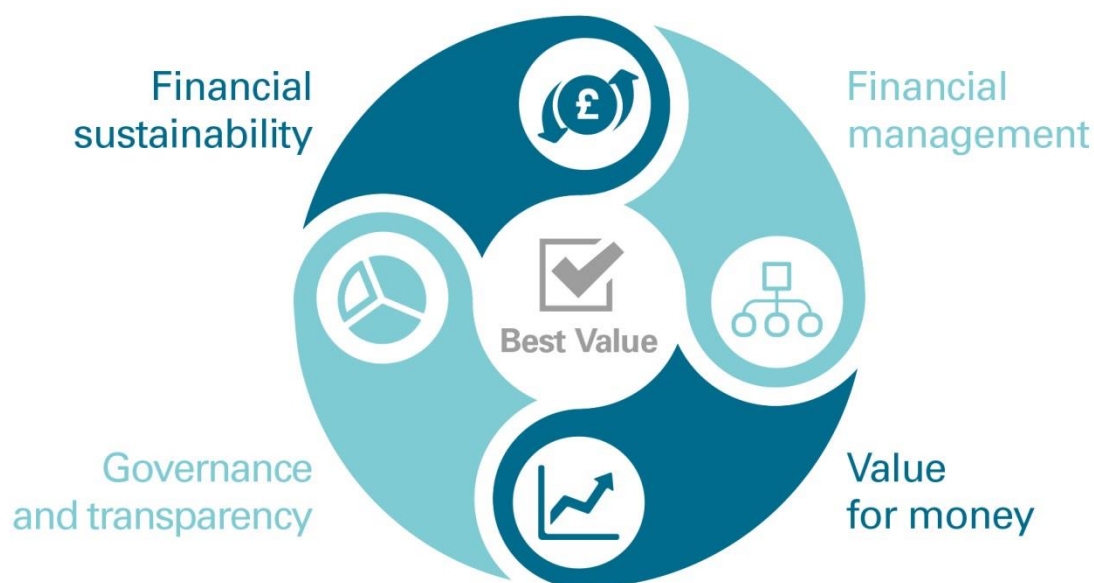 Financial
sustainability
£
Financial
management
Best Value
Governance
and transparency
Value
for money